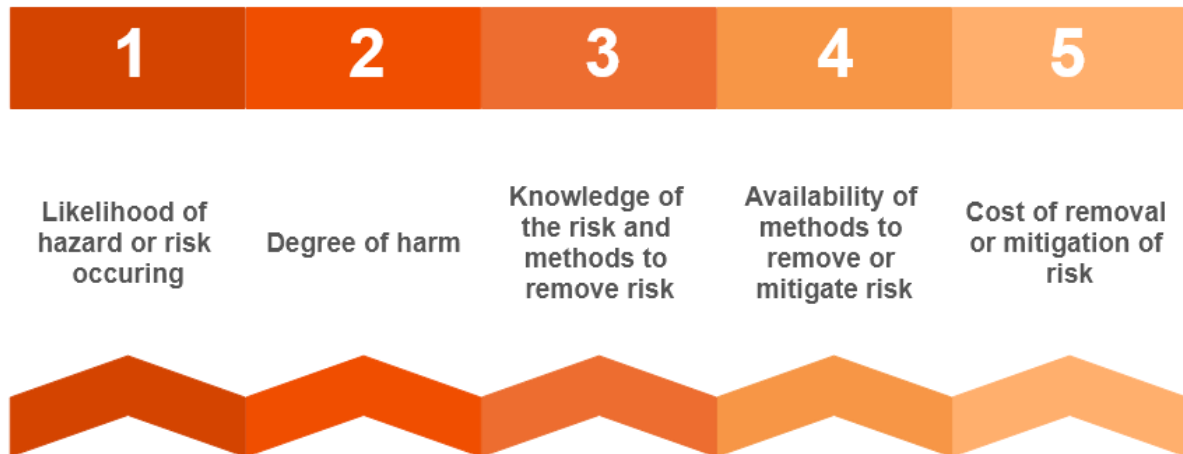 1
2
3
4
5
Likelihood of
hazard or risk
occuring
Degree of harm
Knowledge of
the risk and
methods to
remove risk
Availability of
methods to
remove or
mitigate risk
Cost of removal
or mitigation of
risk